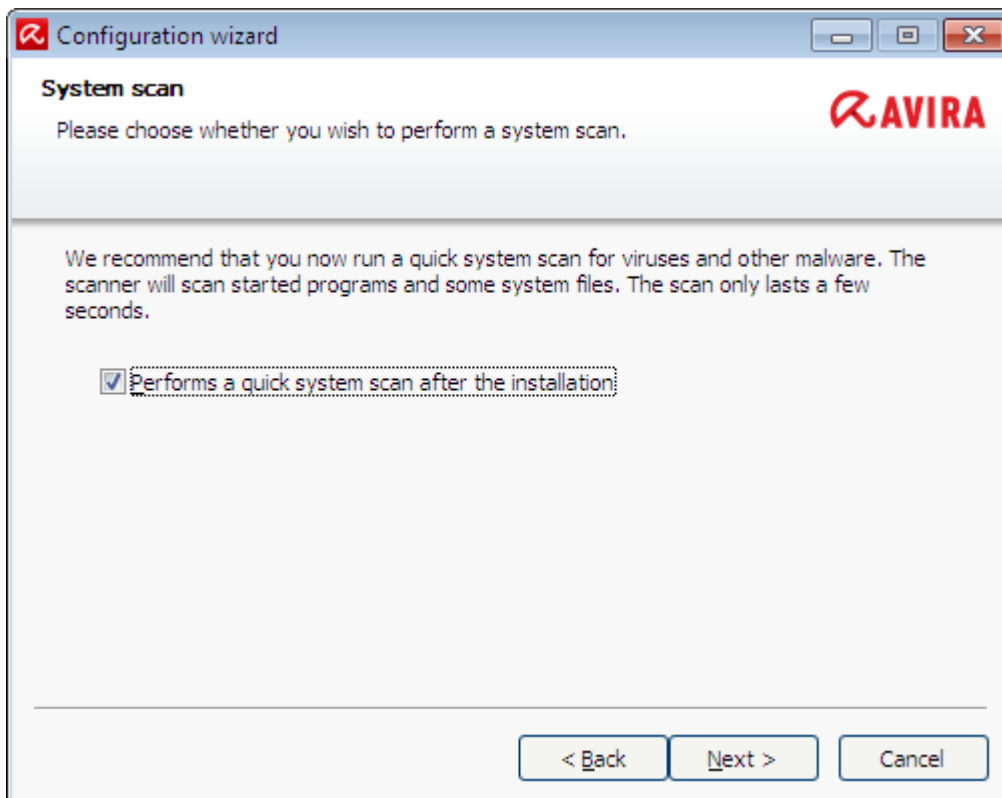 Configuration wizard
System scan
Please choose whether you wish to perform a system scan.
AVIRA
We recommend that you now run a quick system scan for viruses and other malware. The
scanner will scan started programs and some system files. The scan only lasts a few
seconds.
Performs a quick system scan after the installation
< Back
Next >
Cancel